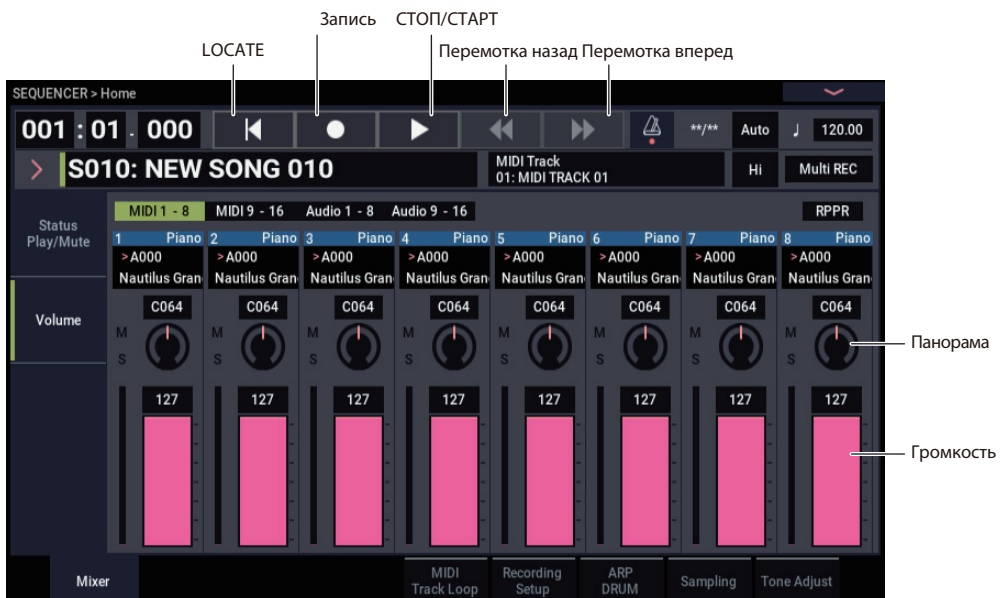 Запись СТОП/СТАРТ
LOCATE Перемотка назад Перемотка вперед
SEQUENCER > Home
001 : 01 . 000 **/** Auto ♩ 120.00
S010: NEW SONG 010 MIDI Track Hi Multi REC
01: MIDI TRACK 01
MIDI 1 - 8 MIDI 9 - 16 Audio 1 - 8 Audio 9 - 16 RPPR
Status
Play/Mute
1 Piano 2 Piano 3 Piano 4 Piano 5 Piano 6 Piano 7 Piano 8 Piano
>A000 >A000 >A000 >A000 >A000 >A000 >A000 >A000
Nautilus Gran Nautilus Gran Nautilus Gran Nautilus Gran Nautilus Gran Nautilus Gran Nautilus Gran Nautilus Gran
Volume C064 C064 C064 C064 C064 C064 C064 C064
M M M M M M M M
Панорама
S S S S S S S S
127 127 127 127 127 127 127 127
Громкость
Mixer MIDI Track Loop Recording Setup ARP DRUM Sampling Tone Adjust